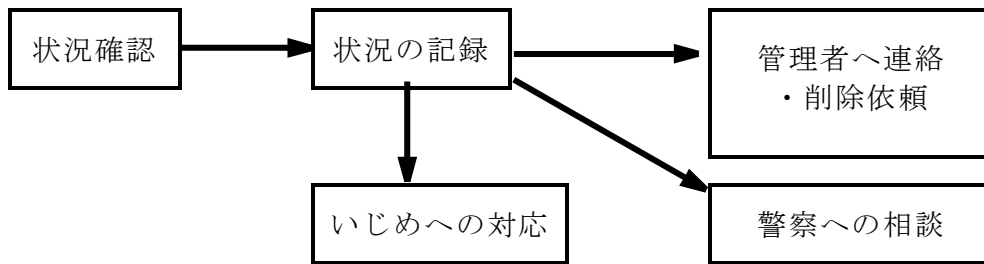 状況確認
状況の記録
管理者へ連絡
・削除依頼
いじめへの対応
警察への相談